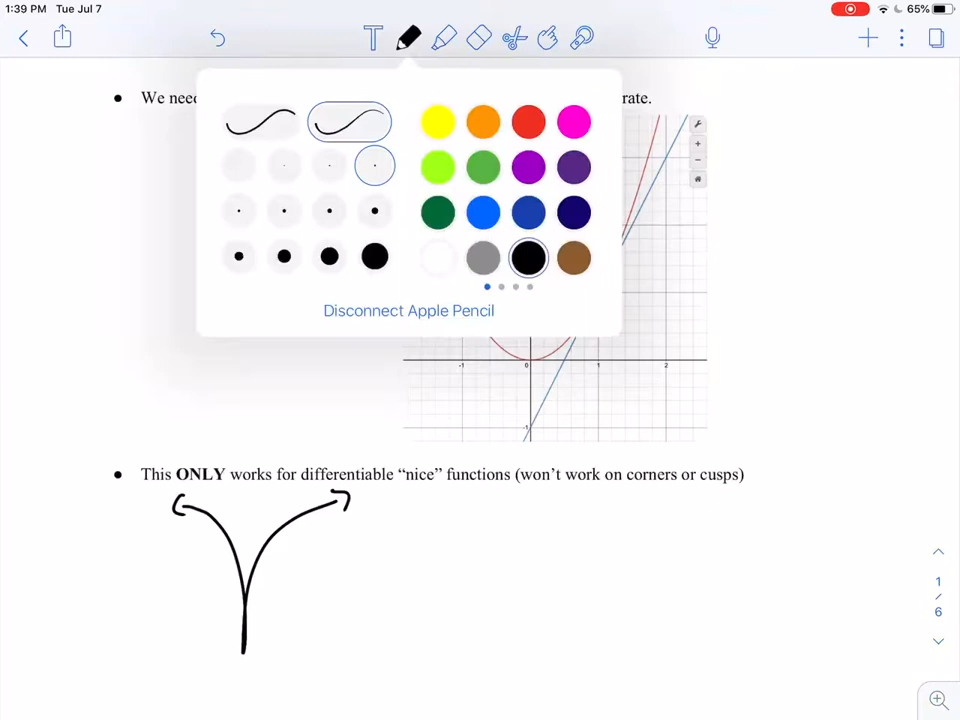 1:39 PM Tue Jul 7
65%
T
We need
rate.
Disconnect Apple Pencil
+
−
-1
0
1
2
-1
This ONLY works for differentiable “nice” functions (won’t work on corners or cusps)
1
/
6